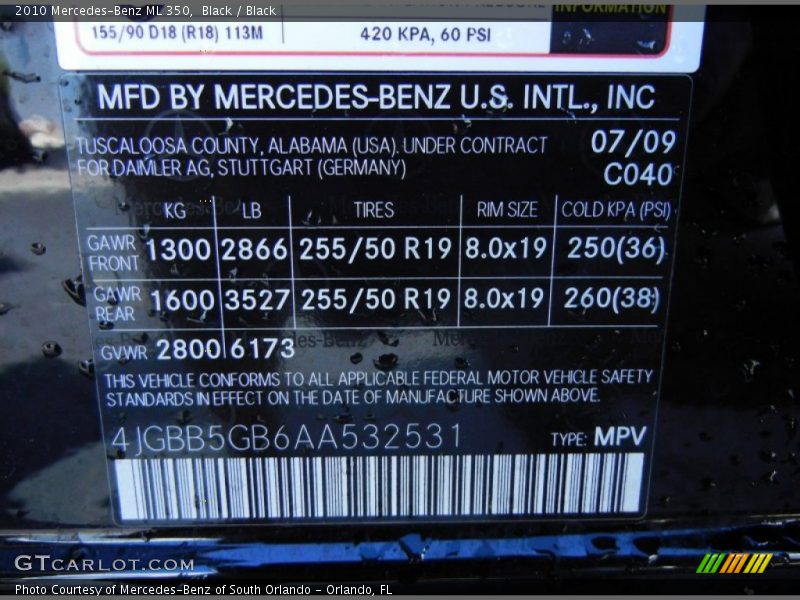 2010 Mercedes-Benz ML 350, Black / Black
INFORMATION
155/90 D18 (R18) 113M 420 KPA, 60 PSI
MFD BY MERCEDES-BENZ U.S. INTL., INC
TUSCALOOSA COUNTY, ALABAMA (USA). UNDER CONTRACT 07/09
FOR DAIMLER AG, STUTTGART (GERMANY) C040
KG LB TIRES RIM SIZE COLD KPA (PSI)
GAWR FRONT 1300 2866 255/50 R19 8.0x19 250(36)
GAWR REAR 1600 3527 255/50 R19 8.0x19 260(38)
GVWR 2800 6173
THIS VEHICLE CONFORMS TO ALL APPLICABLE FEDERAL MOTOR VEHICLE SAFETY
STANDARDS IN EFFECT ON THE DATE OF MANUFACTURE SHOWN ABOVE.
4JGBB5GB6AA532531 TYPE: MPV
GTCARLOT.COM
Photo Courtesy of Mercedes-Benz of South Orlando - Orlando, FL